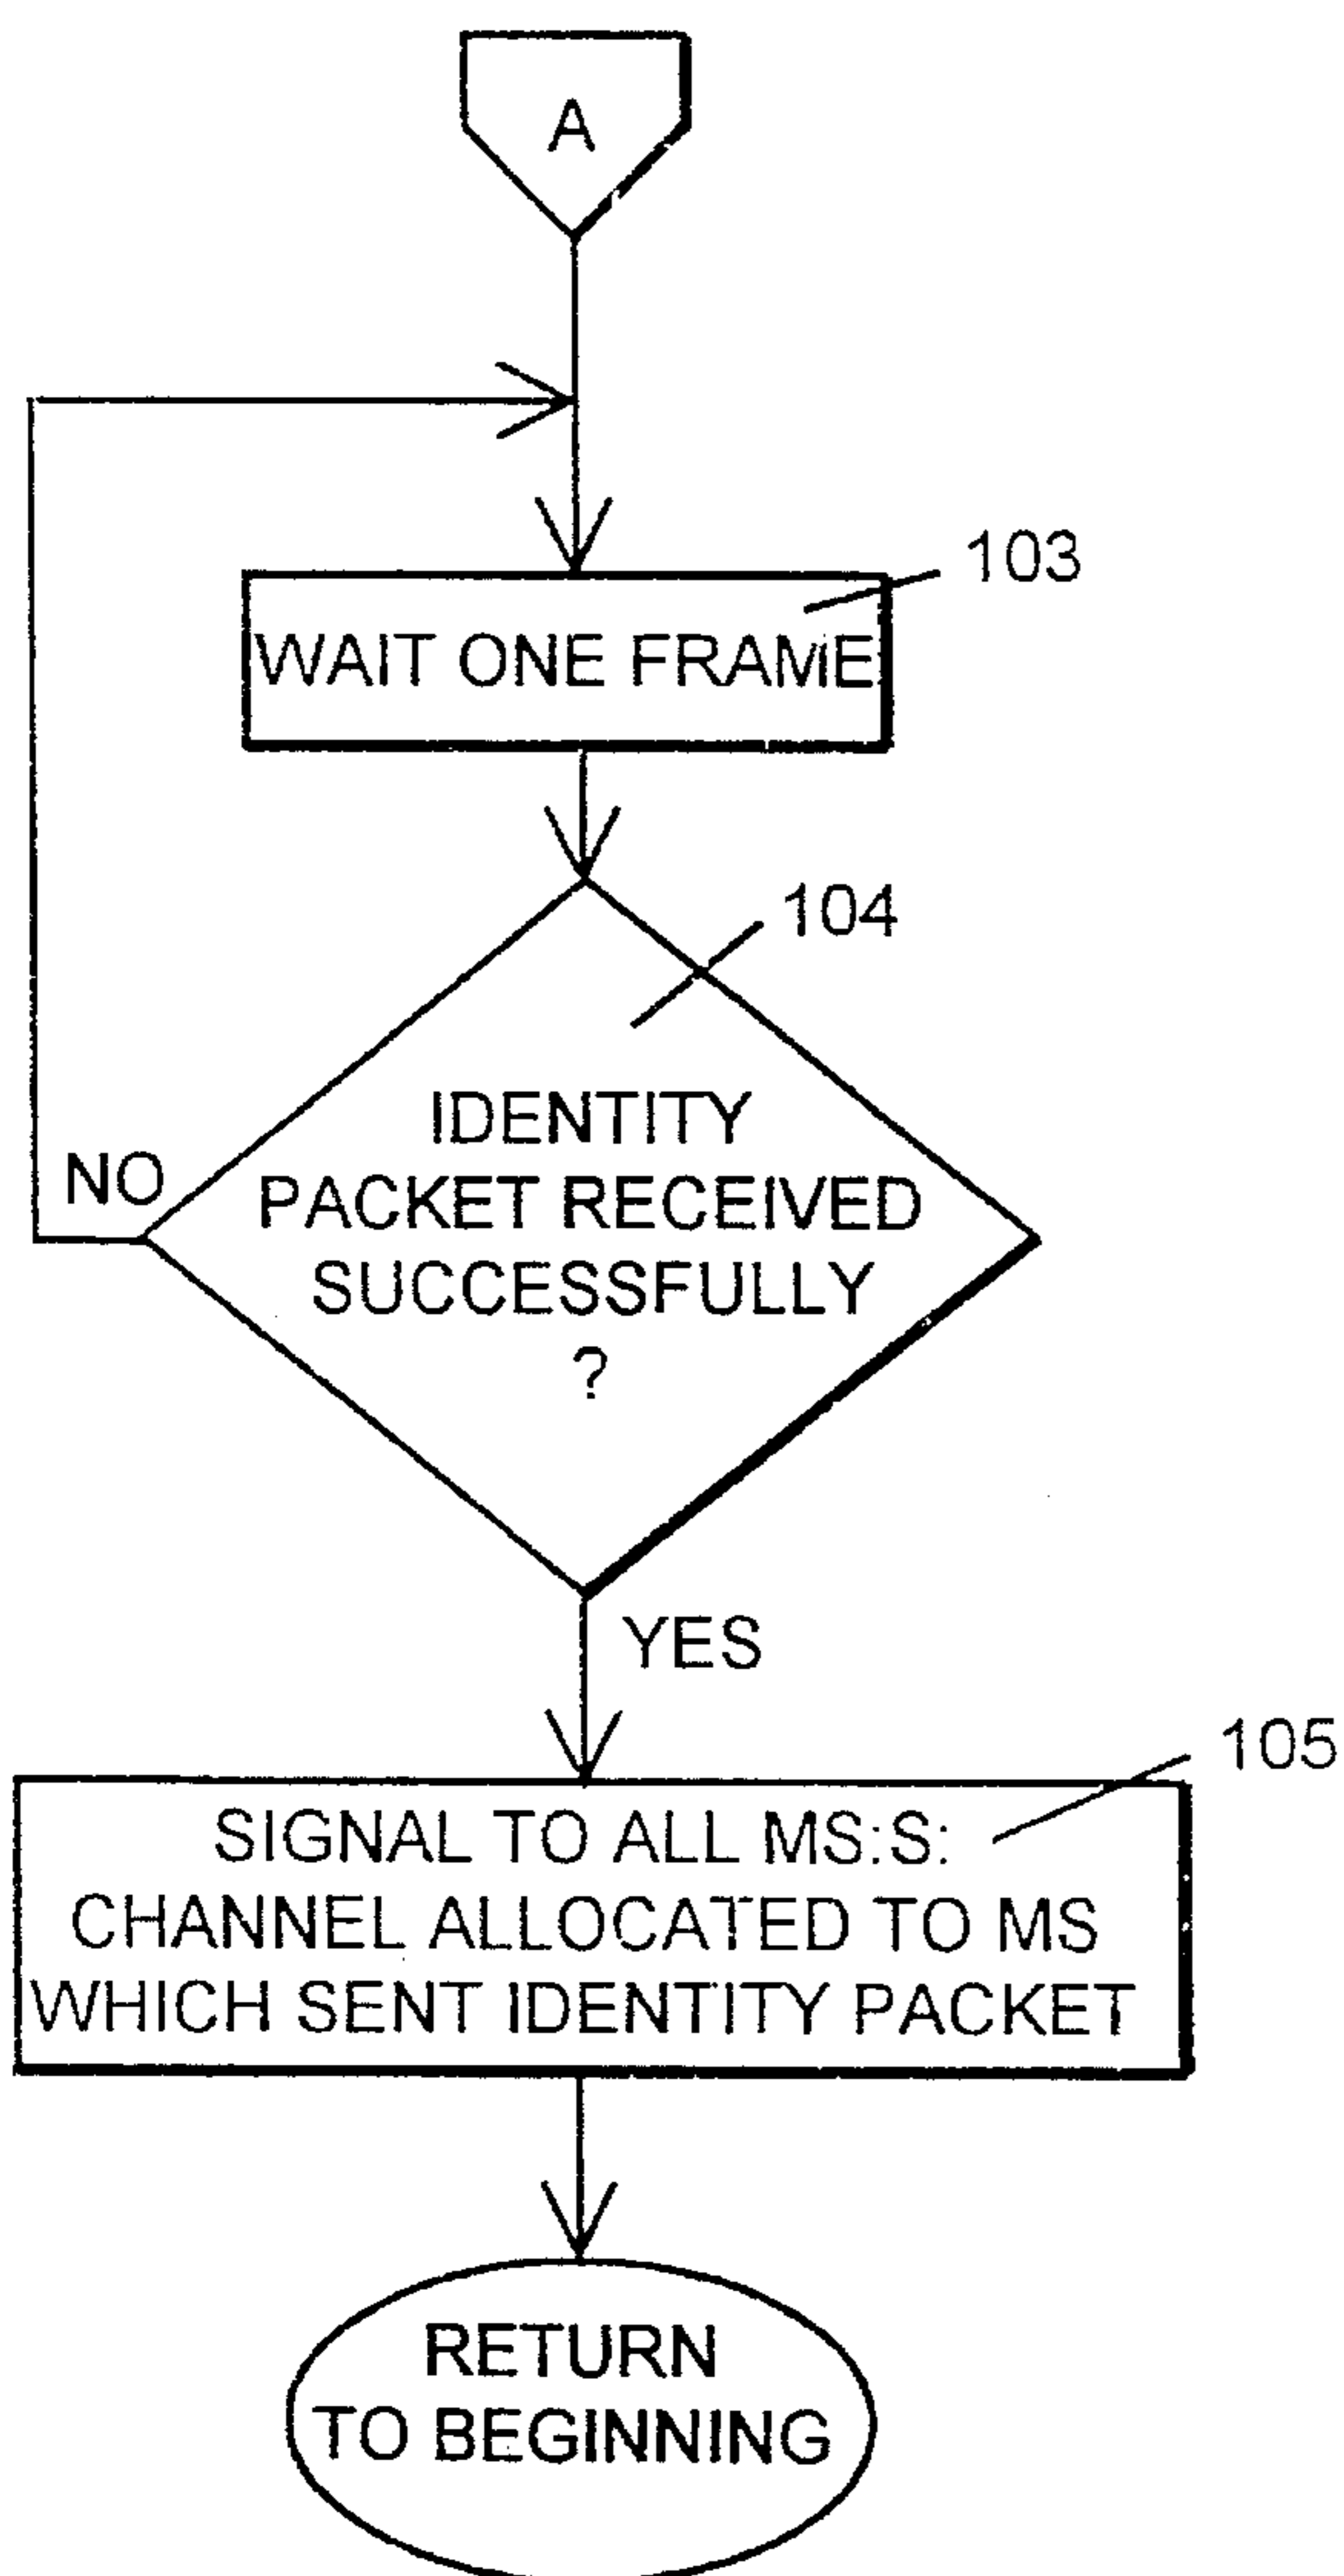 A
103
WAIT ONE FRAME
104
IDENTITY
PACKET RECEIVED
SUCCESSFULLY
?
NO
YES
105
SIGNAL TO ALL MS:S:
CHANNEL ALLOCATED TO MS
WHICH SENT IDENTITY PACKET
RETURN
TO BEGINNING